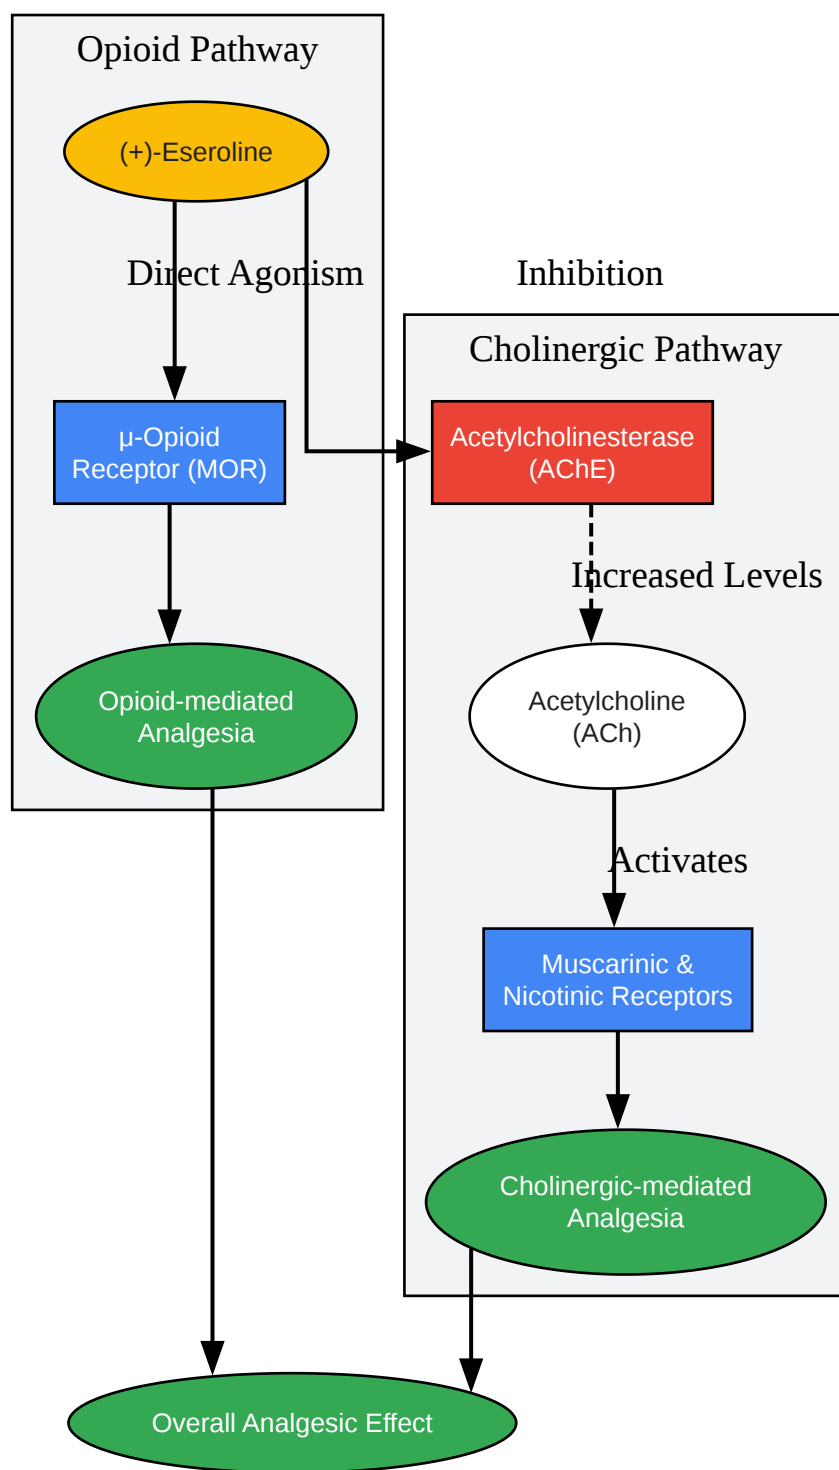 Opioid Pathway
(+)-Eseroline
Direct Agonism
Inhibition
Cholinergic Pathway
μ-Opioid
Receptor (MOR)
Acetylcholinesterase
(AChE)
Increased Levels
Opioid-mediated
Analgesia
Acetylcholine
(ACh)
Activates
Muscarinic &
Nicotinic Receptors
Cholinergic-mediated
Analgesia
Overall Analgesic Effect